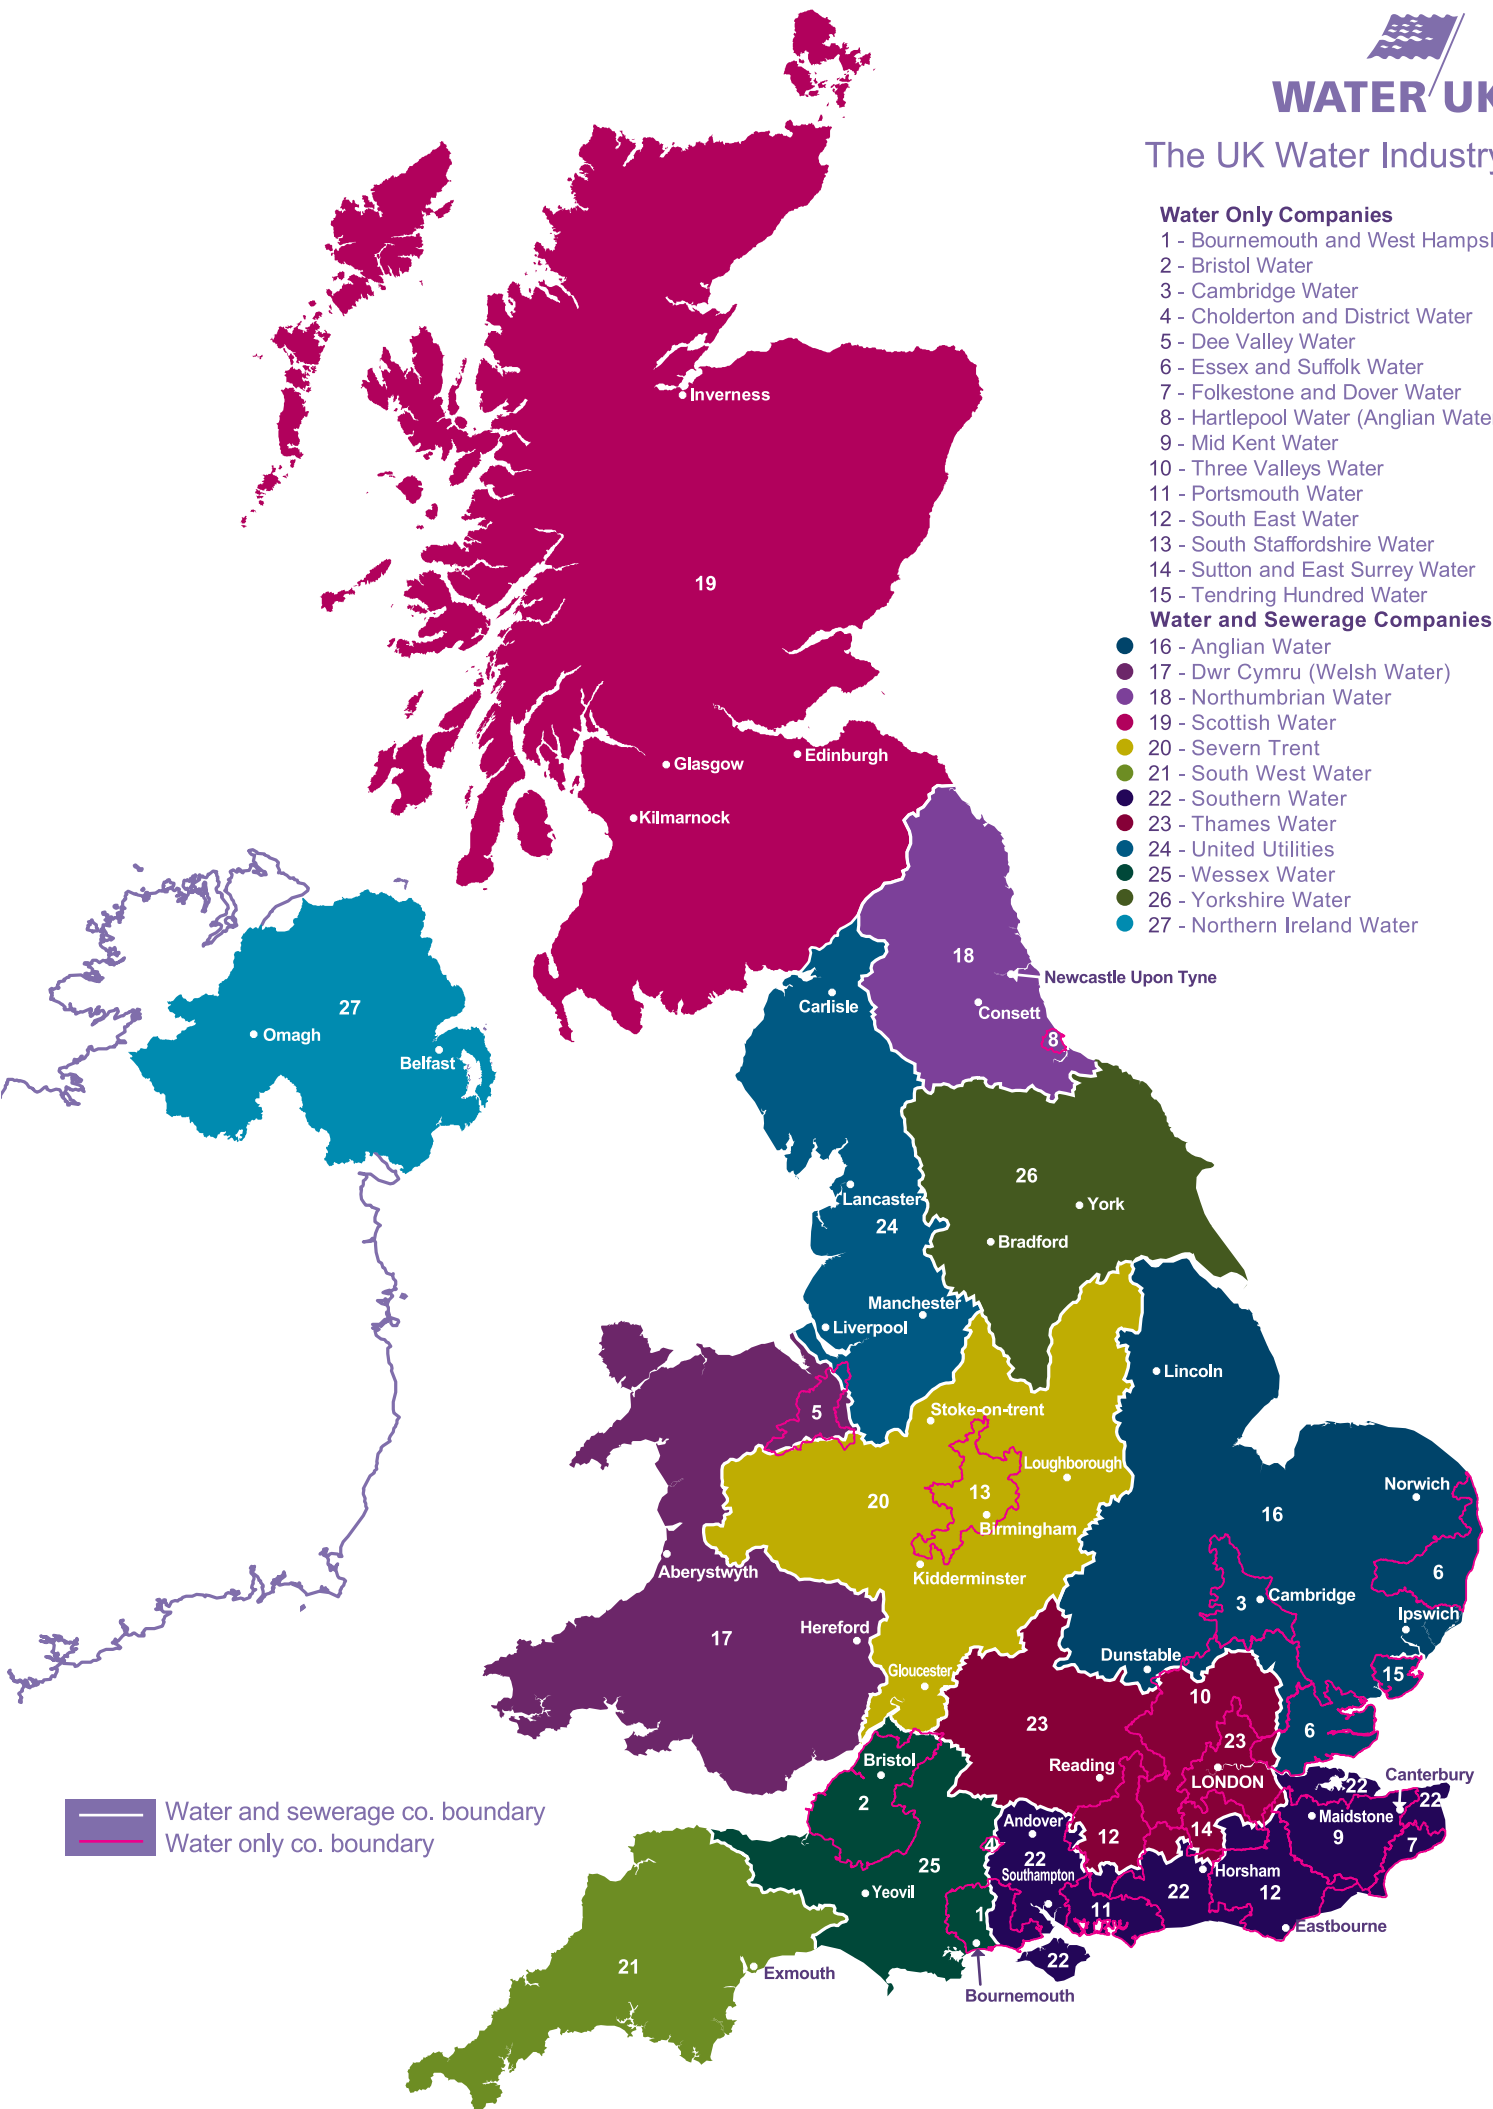 WATER UK
The UK Water Industry
Water Only Companies
1 - Bournemouth and West
2 - Bristol Water
3 - Cambridge Water
4 - Cholderton and District Water
5 - Dee Valley Water
6 - Essex and Suffolk Water
7 - Folkestone and Dover Water
8 - Hartlepool Water (Anglian
9 - Mid Kent Water
10 - Three Valleys Water
11 - Portsmouth Water
12 - South East Water
13 - South Staffordshire Water
14 - Sutton and East Surrey Water
15 - Tendring Hundred Water
Water and Sewerage Companies
16 - Anglian Water
17 - Dwr Cymru (Welsh Water)
18 - Northumbrian Water
19 - Scottish Water
20 - Severn Trent
21 - South West Water
22 - Southern Water
23 - Thames Water
24 - United Utilities
25 - Wessex Water
26 - Yorkshire Water
27 - Northern Ireland Water
Inverness
19
Edinburgh
Glasgow
Kilmarnock
18
Newcastle Upon Tyne
Carlisle
Consett
27
Omagh
8
Belfast
26
Lancaster
York
24
Bradford
Manchester
Liverpool
Lincoln
5
Stoke-on-trent
Loughborough
Norwich
13
20
16
Birmingham
Aberystwyth
Kidderminster
6
Cambridge
3
Ipswich
Hereford
17
Dunstable
Gloucester
15
10
23
6
23
Bristol
Reading
LONDON
Canterbury
22
22
2
Andover
Maidstone
12
14
9
7
4
22
25
Southampton
Horsham
Yeovil
22
12
1
11
Eastbourne
22
21
Exmouth
Bournemouth
Water and sewerage co. boundary
Water only co. boundary